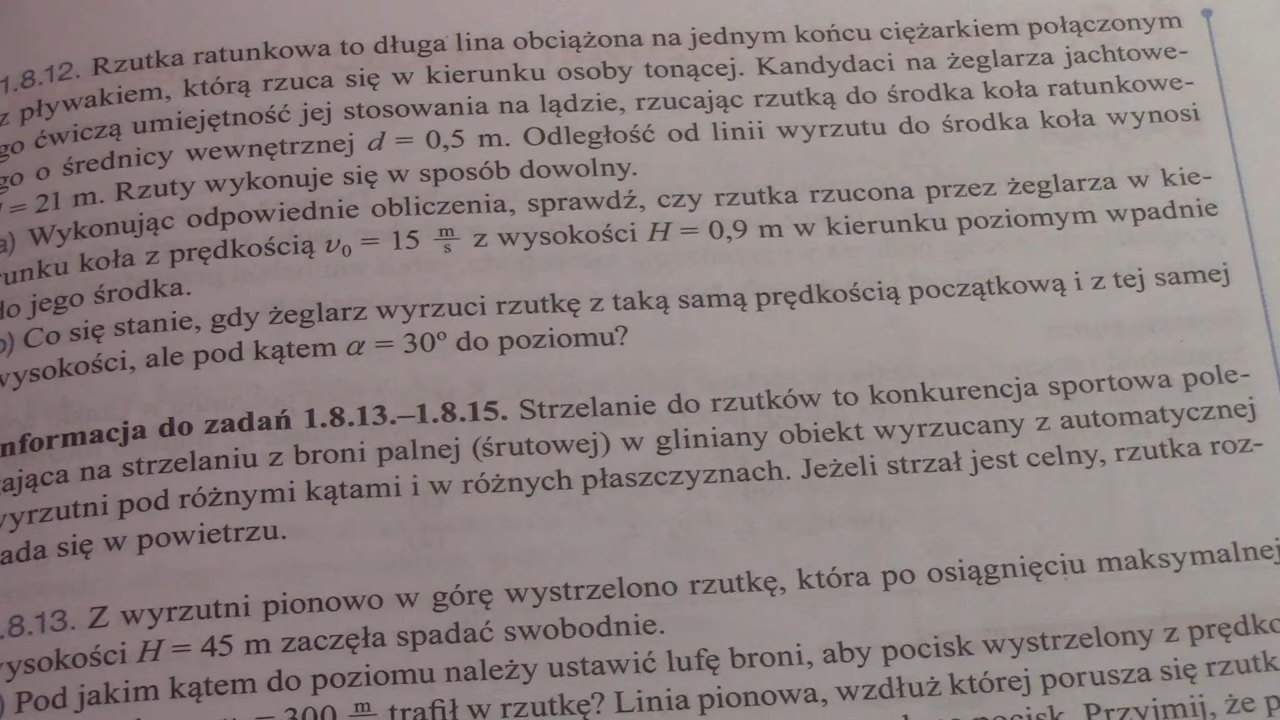 1.8.12. Rzutka ratunkowa to długa lina obciążona na jednym końcu ciężarkiem połączonym
z pływakiem, którą rzuca się w kierunku osoby tonącej. Kandydaci na żeglarza jachtowe-
go ćwiczą umiejętność jej stosowania na lądzie, rzucając rzutką do środka koła ratunkowe-
go o średnicy wewnętrznej d = 0,5 m. Odległość od linii wyrzutu do środka koła wynosi
= 21 m. Rzuty wykonuje się w sposób dowolny.
a) Wykonując odpowiednie obliczenia, sprawdź, czy rzutka rzucona przez żeglarza w kie-
runku koła z prędkością v₀ = 15 m/s z wysokości H = 0,9 m w kierunku poziomym wpadnie
do jego środka.
b) Co się stanie, gdy żeglarz wyrzuci rzutkę z taką samą prędkością początkową i z tej samej
wysokości, ale pod kątem α = 30° do poziomu?
nformacja do zadań 1.8.13.–1.8.15. Strzelanie do rzutków to konkurencja sportowa pole-
ająca na strzelaniu z broni palnej (śrutowej) w gliniany obiekt wyrzucany z automatycznej
wyrzutni pod różnymi kątami i w różnych płaszczyznach. Jeżeli strzał jest celny, rzutka roz-
ada się w powietrzu.
.8.13. Z wyrzutni pionowo w górę wystrzelono rzutkę, która po osiągnięciu maksymalnej
wysokości H = 45 m zaczęła spadać swobodnie.
) Pod jakim kątem do poziomu należy ustawić lufę broni, aby pocisk wystrzelony z prędko
= 300 m trafił w rzutkę? Linia pionowa, wzdłuż której porusza się rzutk
Przyjmij, że p